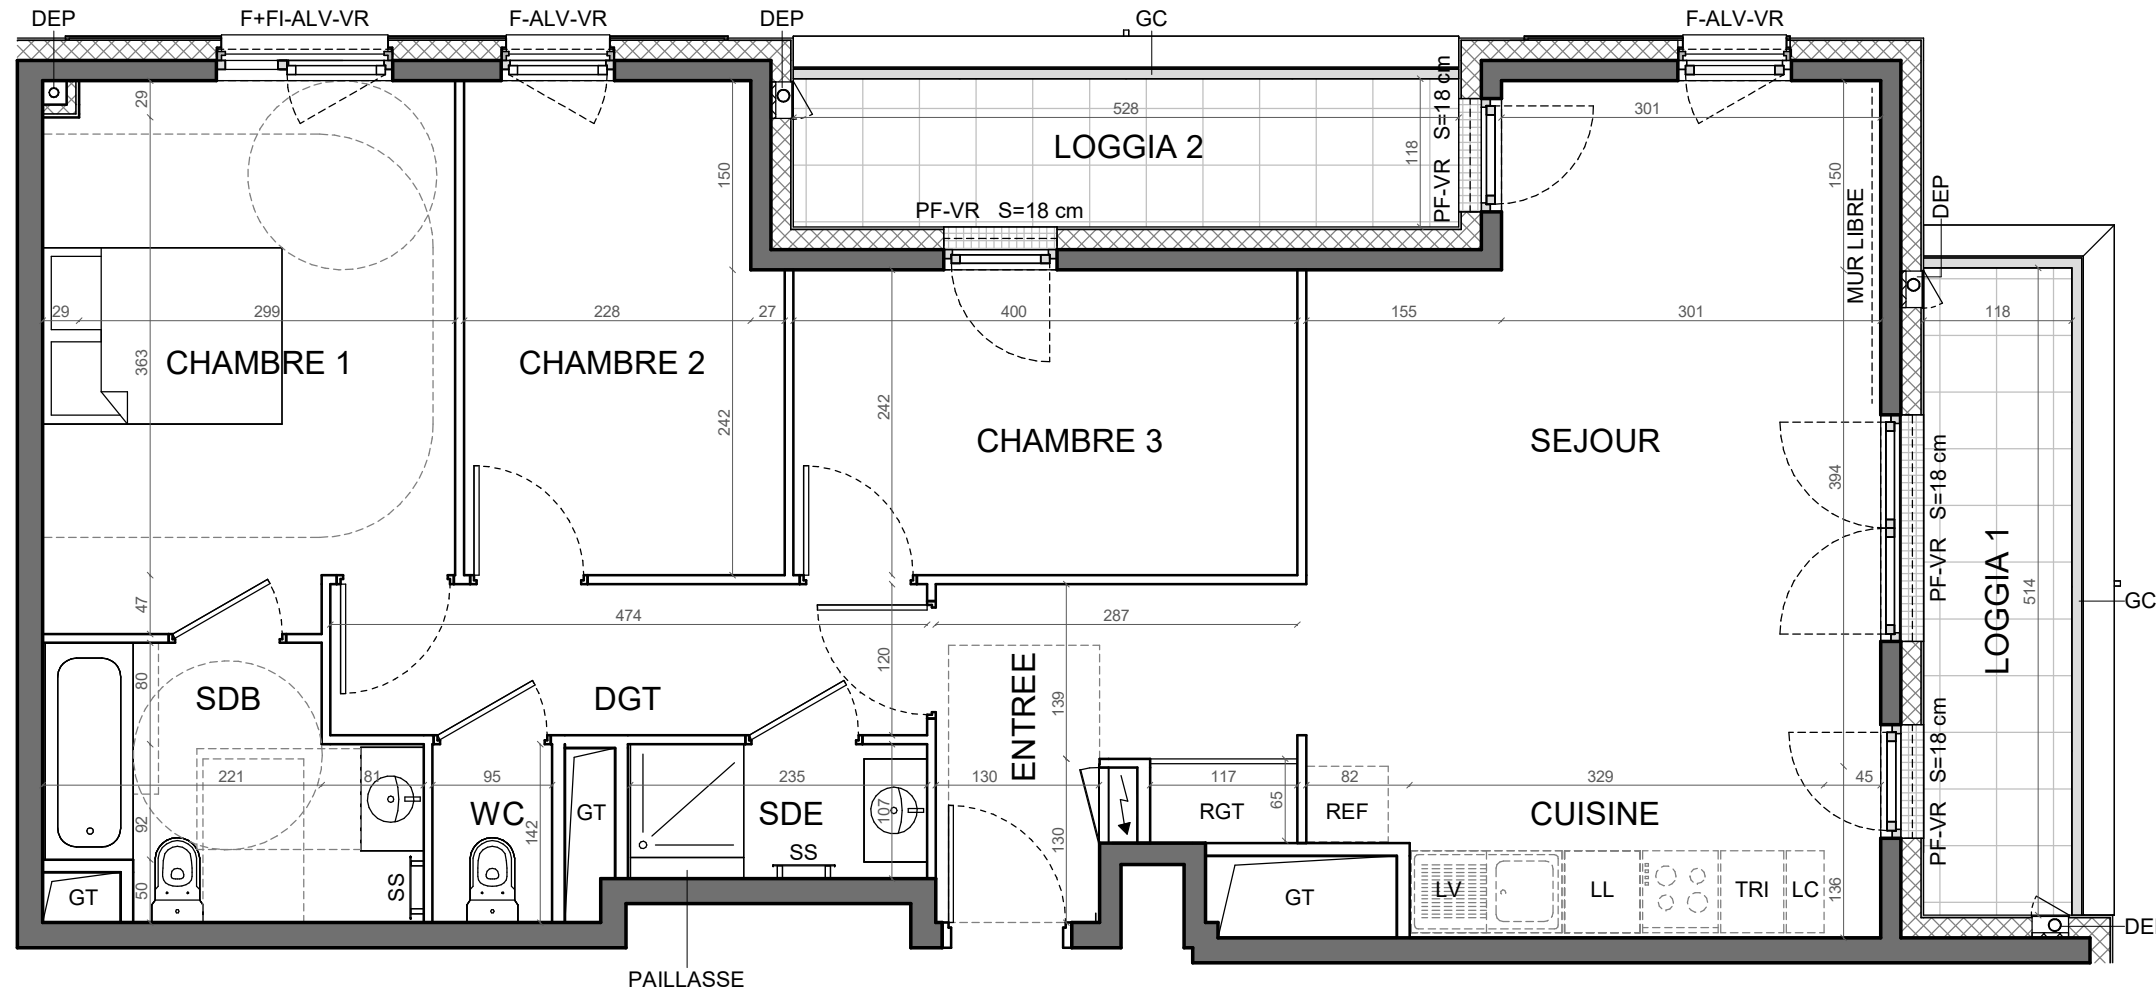 DEP
F+FI-ALV-VR
F-ALV-VR
DEP
GC
F-ALV-VR
29
528
301
LOGGIA 2
118
PF-VR S=18 cm
150
150
PF-VR S=18 cm
MUR LIBRE
DEP
29
299
228
27
400
155
301
118
363
CHAMBRE 1
CHAMBRE 2
242
242
CHAMBRE 3
SEJOUR
394
PF-VR S=18 cm
LOGGIA 1
514
GC
47
474
287
120
80
SDB
DGT
ENTREE
139
PF-VR S=18 cm
221
81
95
235
130
117
82
329
45
92
WC
142
GT
SDE
107
130
RGT
65
REF
CUISINE
SS
50
GT
SS
GT
LV
LL
TRI
LC
136
DEP
PAILLASSE